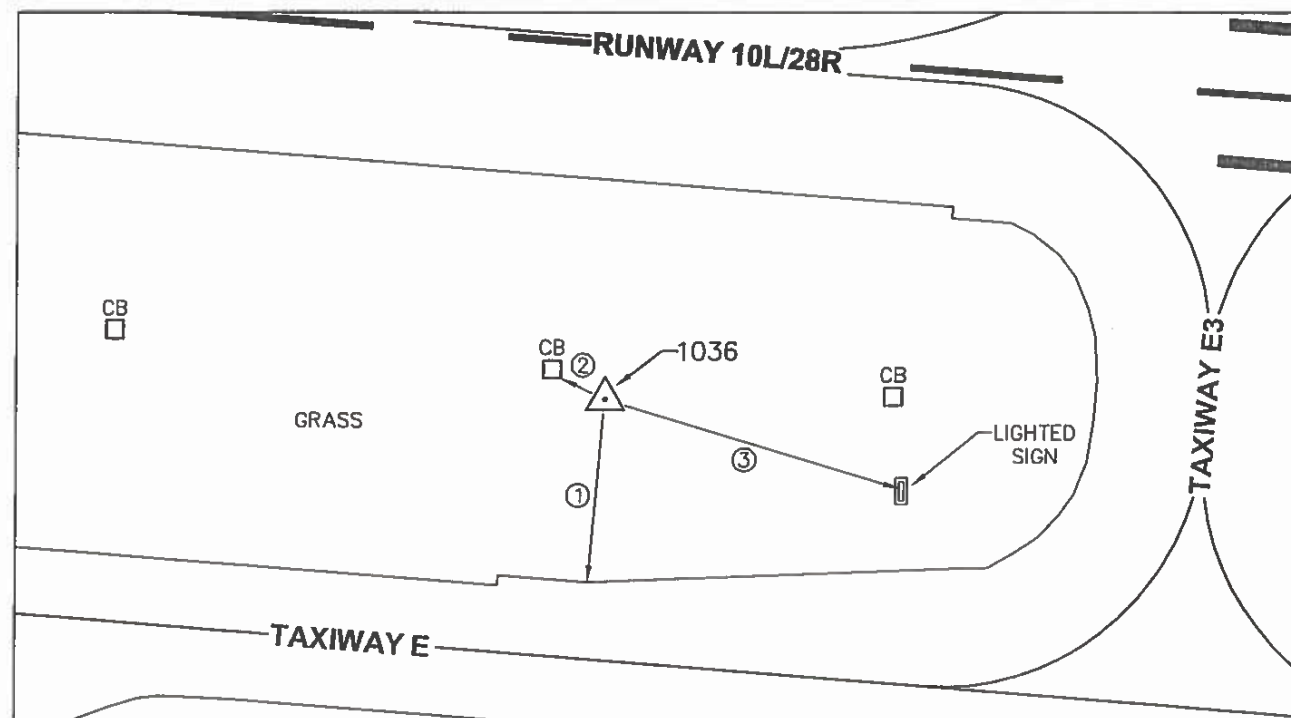 RUNWAY 10L/28R
CB
CB
②
1036
CB
GRASS
LIGHTED
SIGN
③
①
TAXIWAY E3
TAXIWAY E